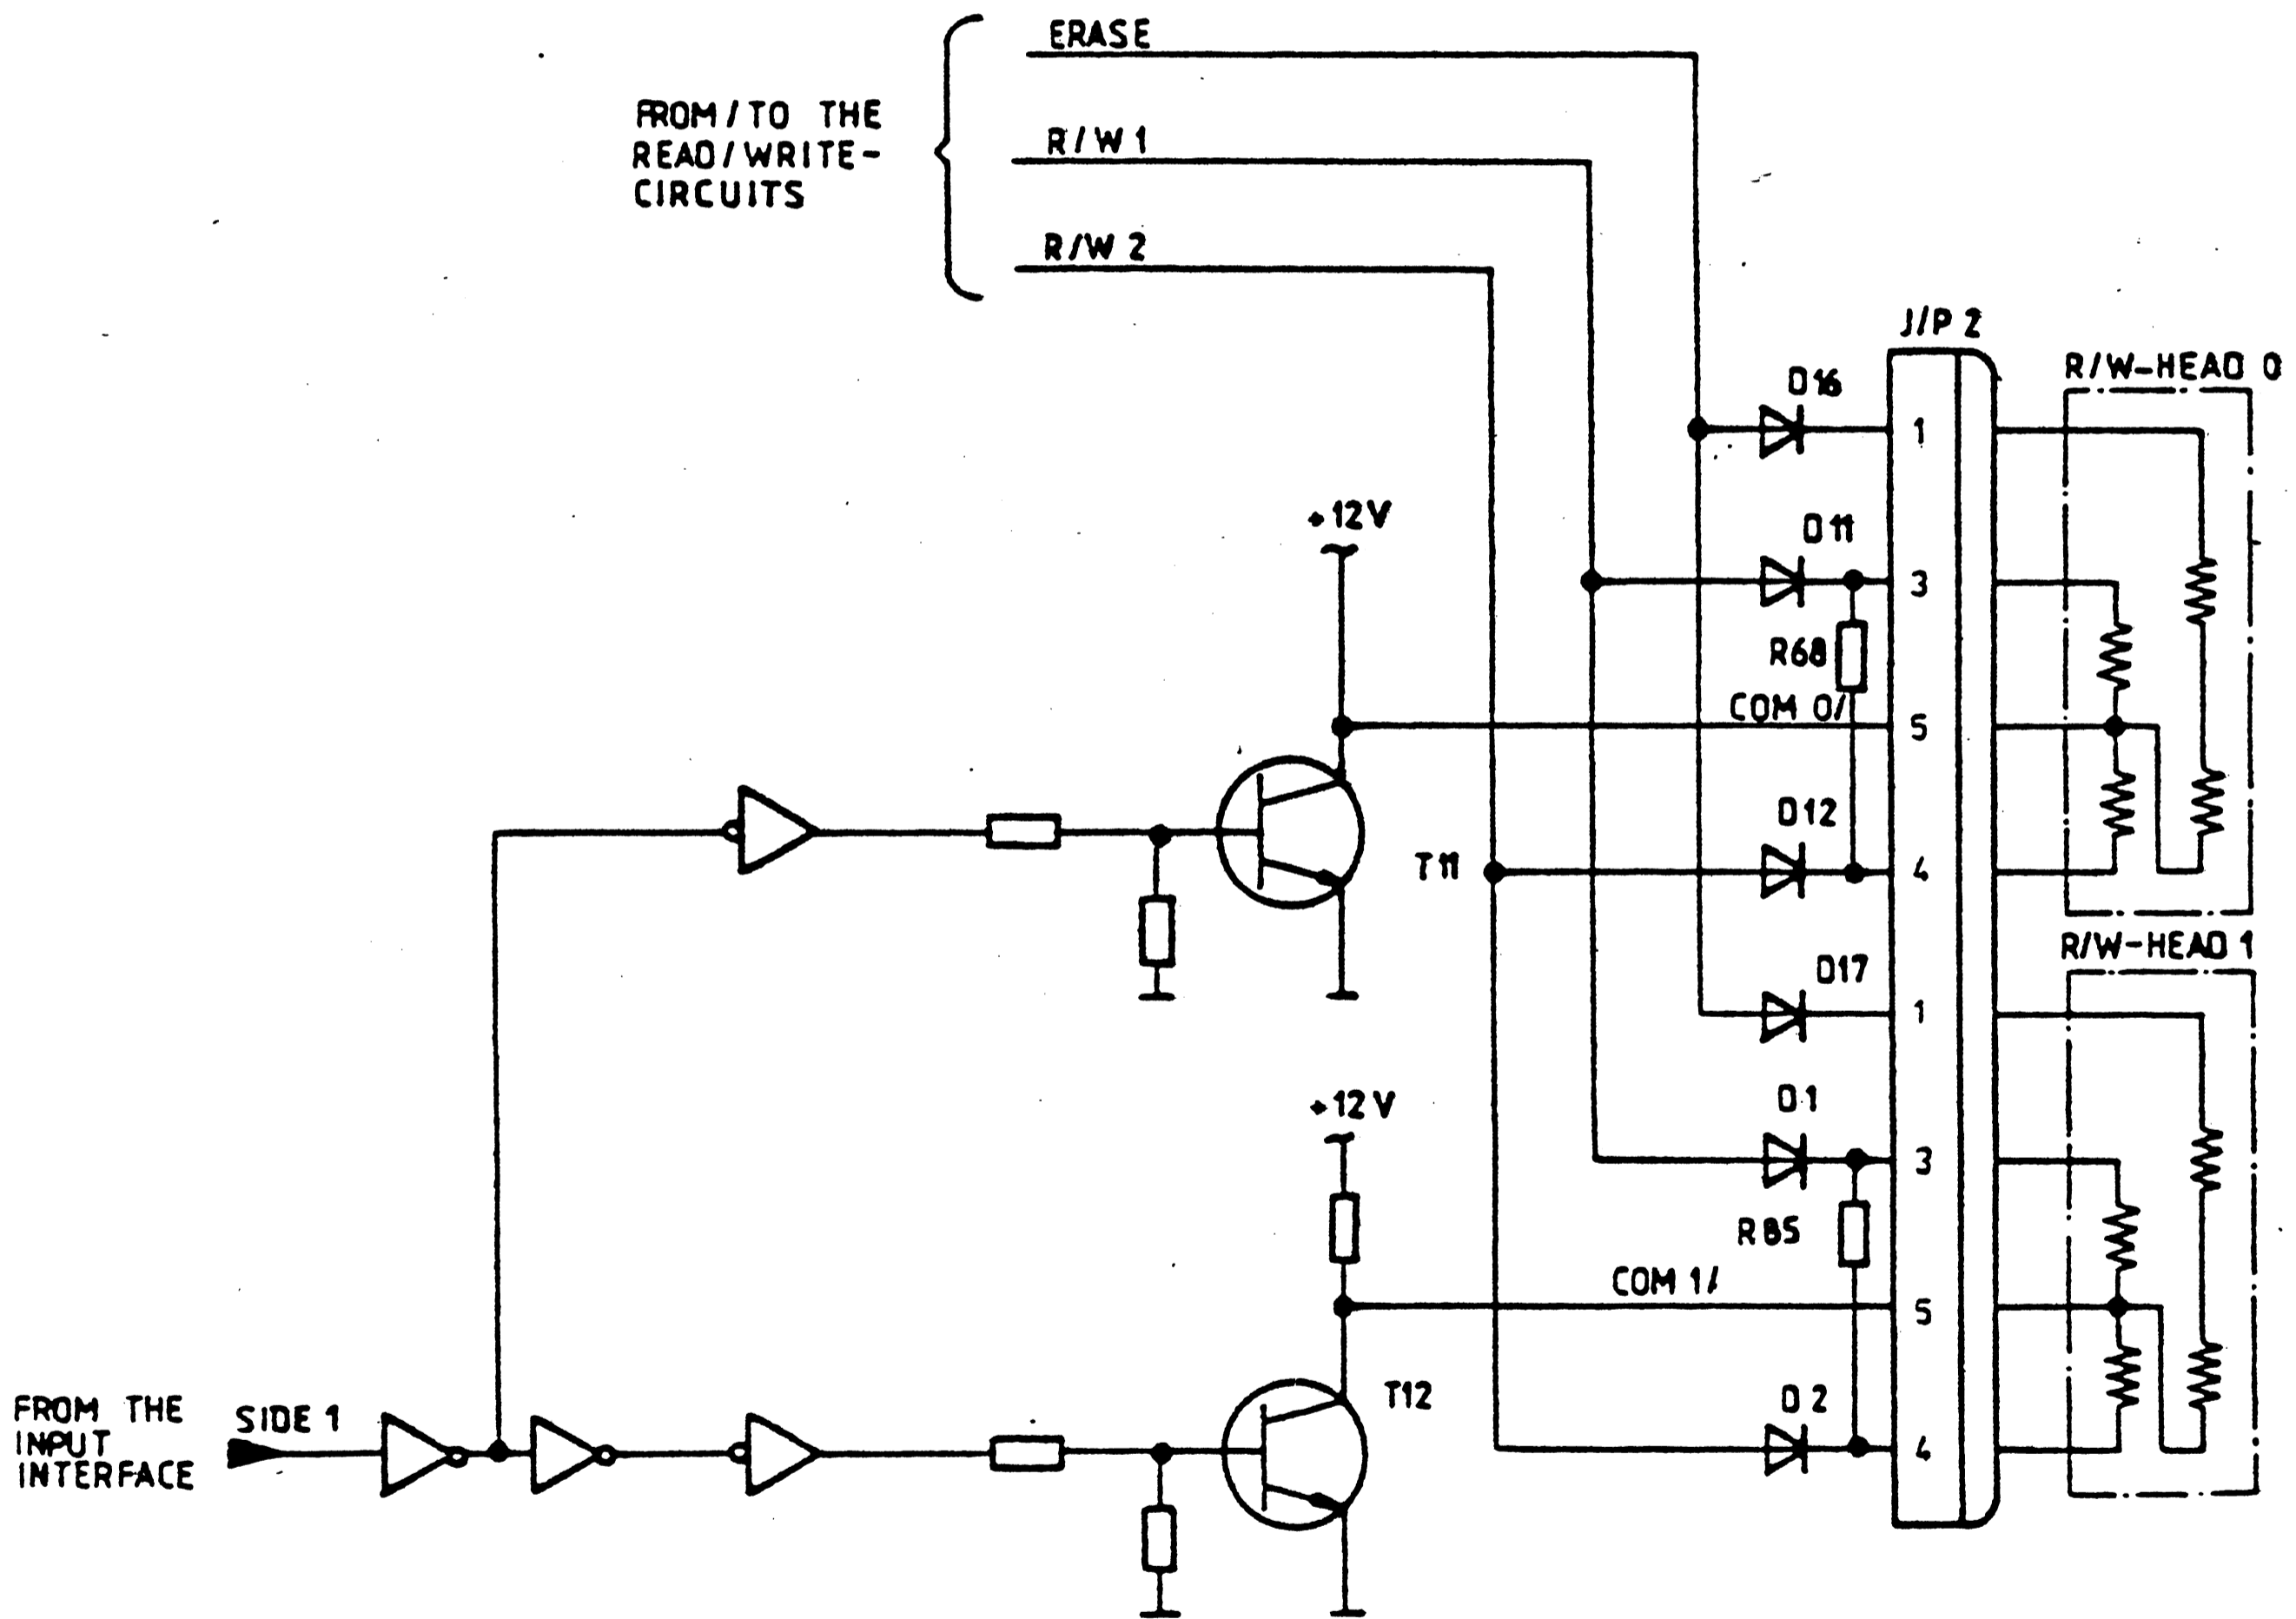 ERASE
FROM/TO THE
READ/WRITE-
CIRCUITS
R/W 1
R/W 2
J/P 2
R/W-HEAD 0
D16
1
+12V
D11
3
R68
COM 0/
5
D12
T11
4
R/W-HEAD 1
D17
1
+12V
D1
3
R85
COM 1/
5
T12
D2
4
FROM THE
INPUT
INTERFACE
SIDE 1